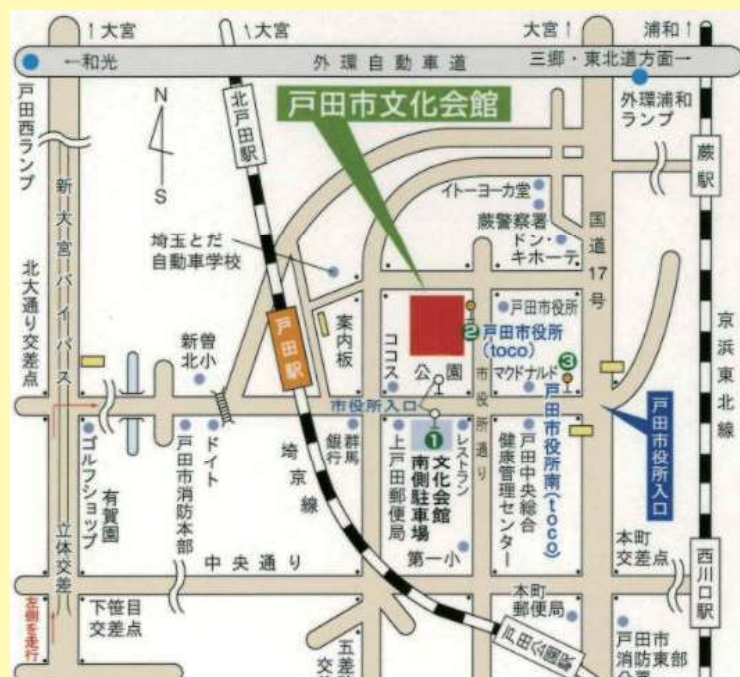 ↑大宮
↑大宮
大宮↑
浦和↑
←和光
外環自動車道
三郷・東北道方面→
戸田西ランプ
外環浦和
ランプ
N
S
北戸田駅
戸田市文化会館
蕨駅
イトーヨーカ堂
蕨警察署
ドン・
キホーテ
国道17号
新大宮バイパス
埼玉とだ
自動車学校
北大通り交差点
戸田駅
案内板
ココス
公園
戸田市役所
②戸田市役所
(toco)
マクドナルド
③
京浜東北線
新曽
北小
市役所入口
市役所通り
戸田市役所南(toco)
戸田市役所入口
ゴルフショップ
有賀園
戸田市消防本部
ドイト
埼京線
群馬
銀行
上戸田郵便局
①
文化会館
南側駐車場
レストラン
戸田中央総合
健康管理センター
立体交差
中央通り
第一小
本町
交差点
西川口駅
左側を走行
下笹目
交差点
本町
郵便局
戸田公園駅
戸田市
消防東部
五差